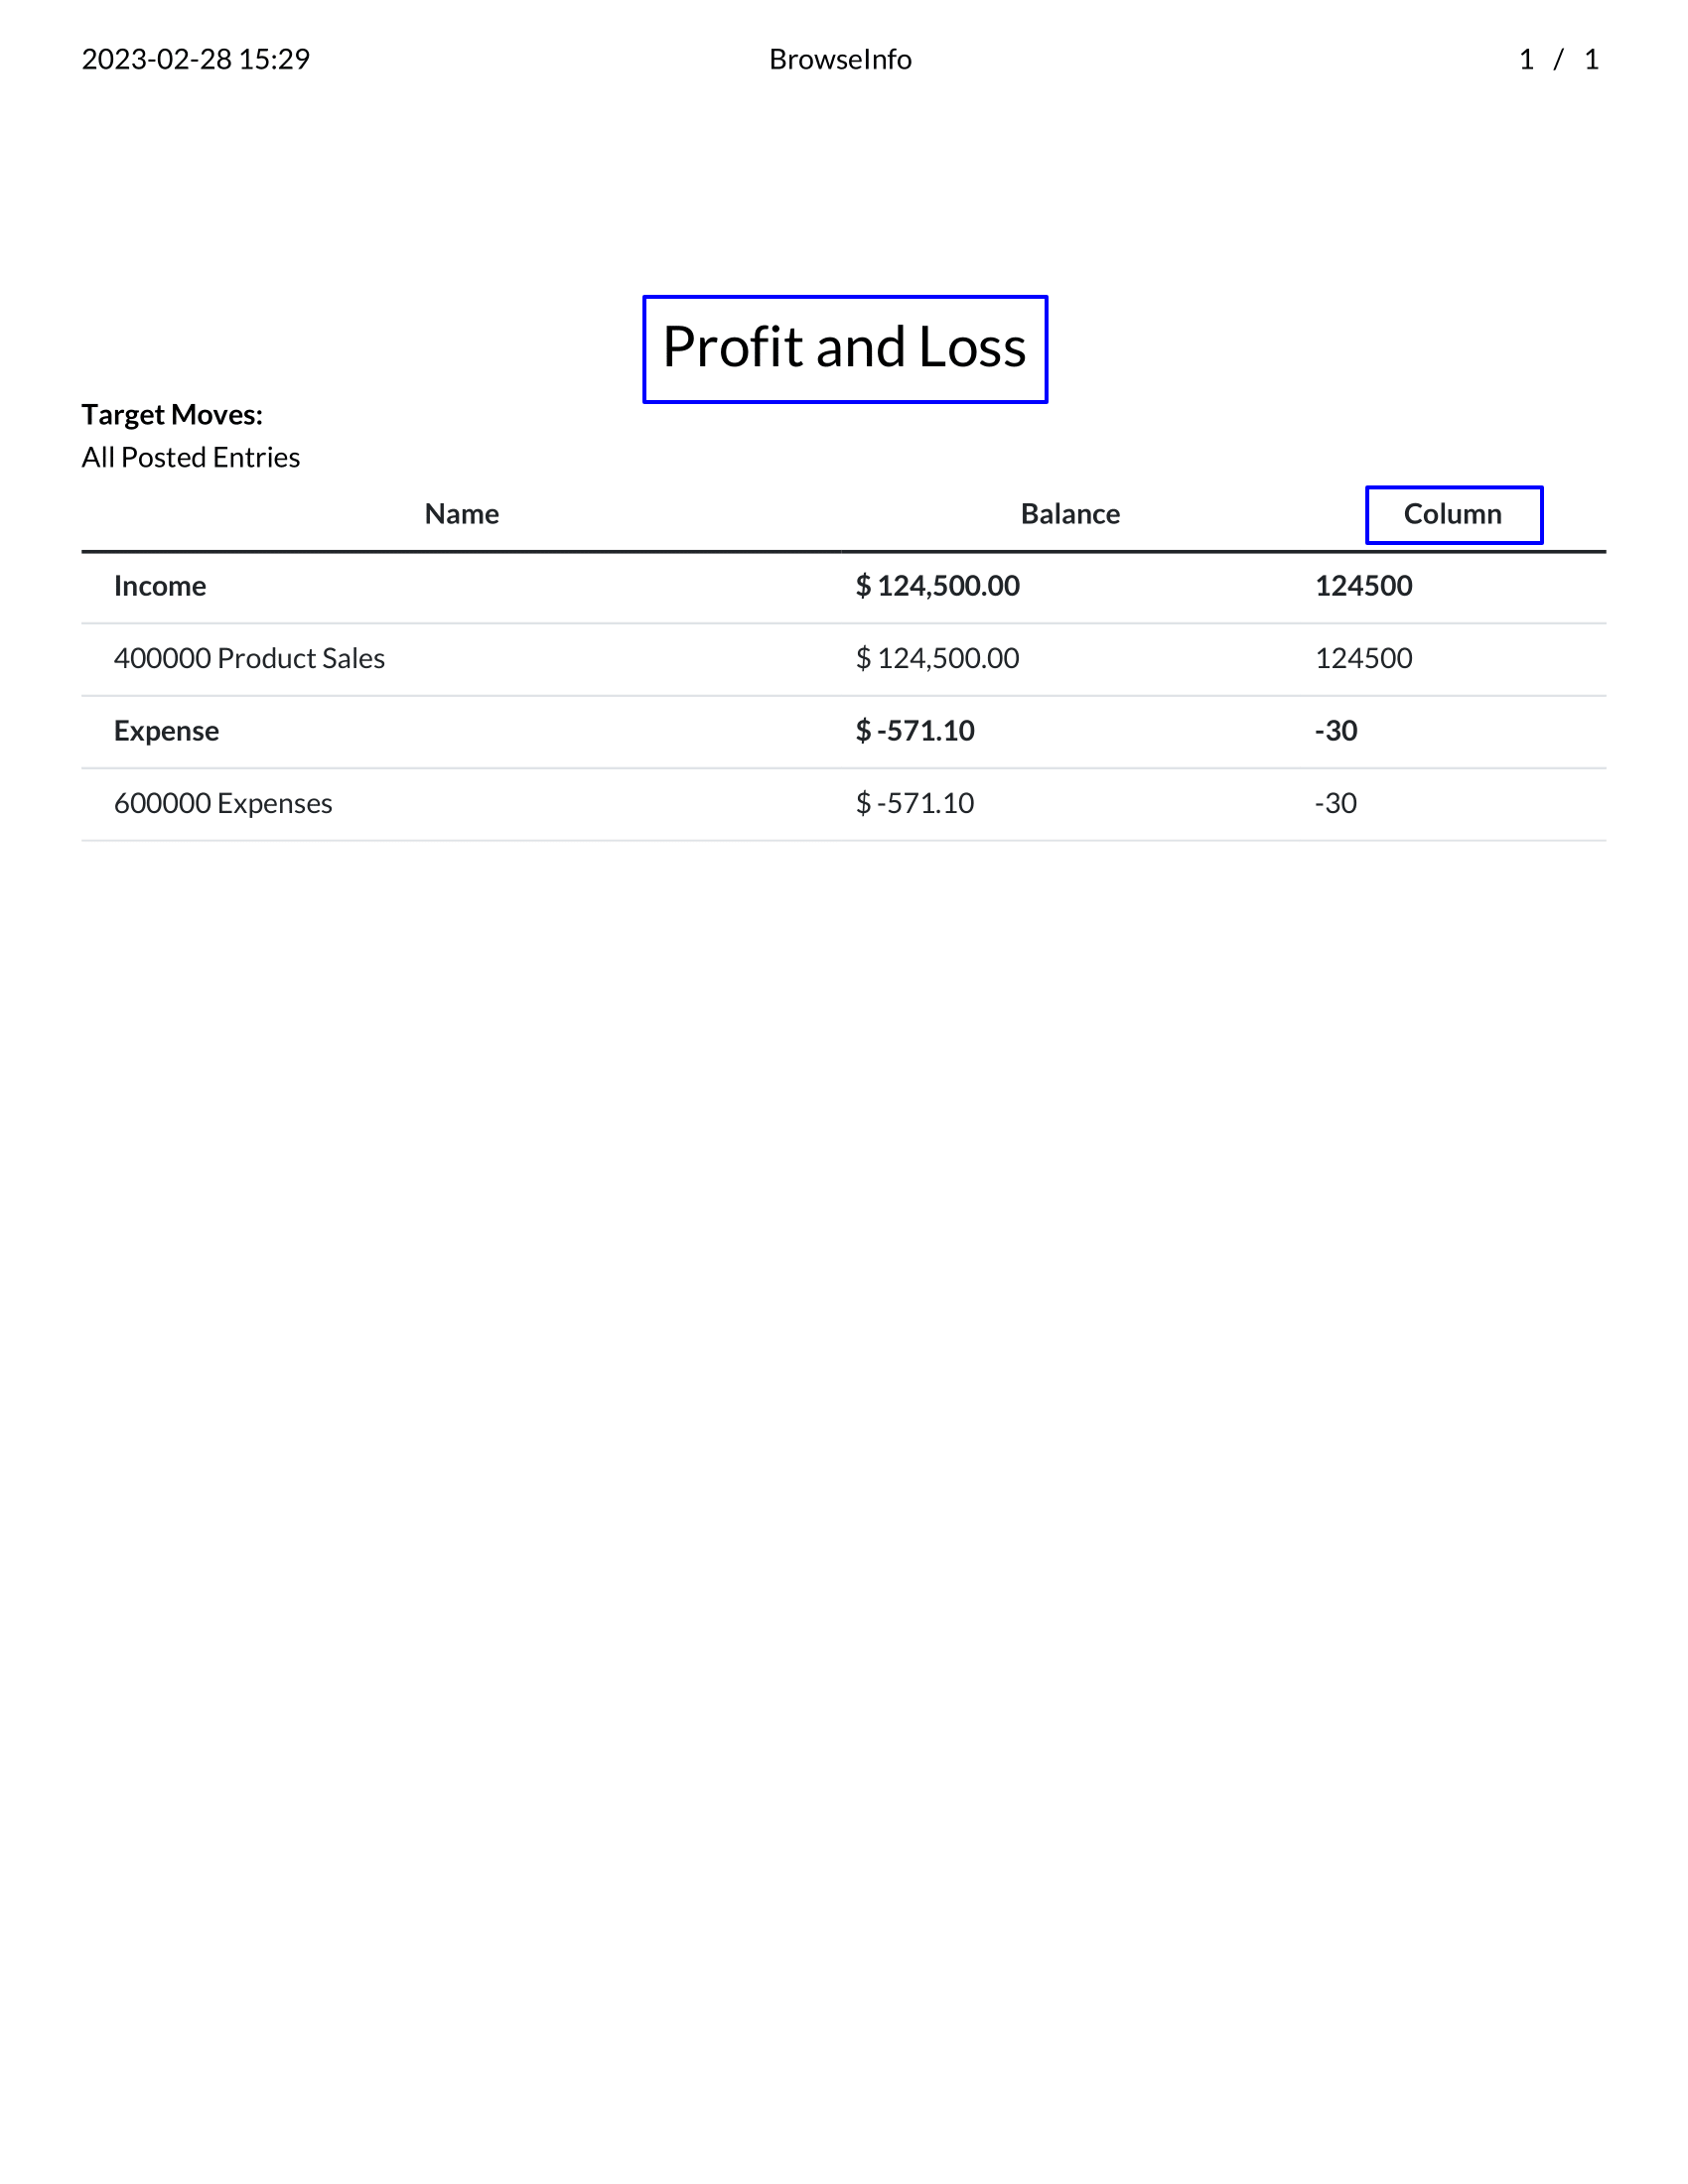 2023-02-28 15:29 BrowseInfo 1 / 1
Profit and Loss
Target Moves:
All Posted Entries
Name Balance Column
Income $ 124,500.00 124500
400000 Product Sales $ 124,500.00 124500
Expense $ -571.10 -30
600000 Expenses $ -571.10 -30